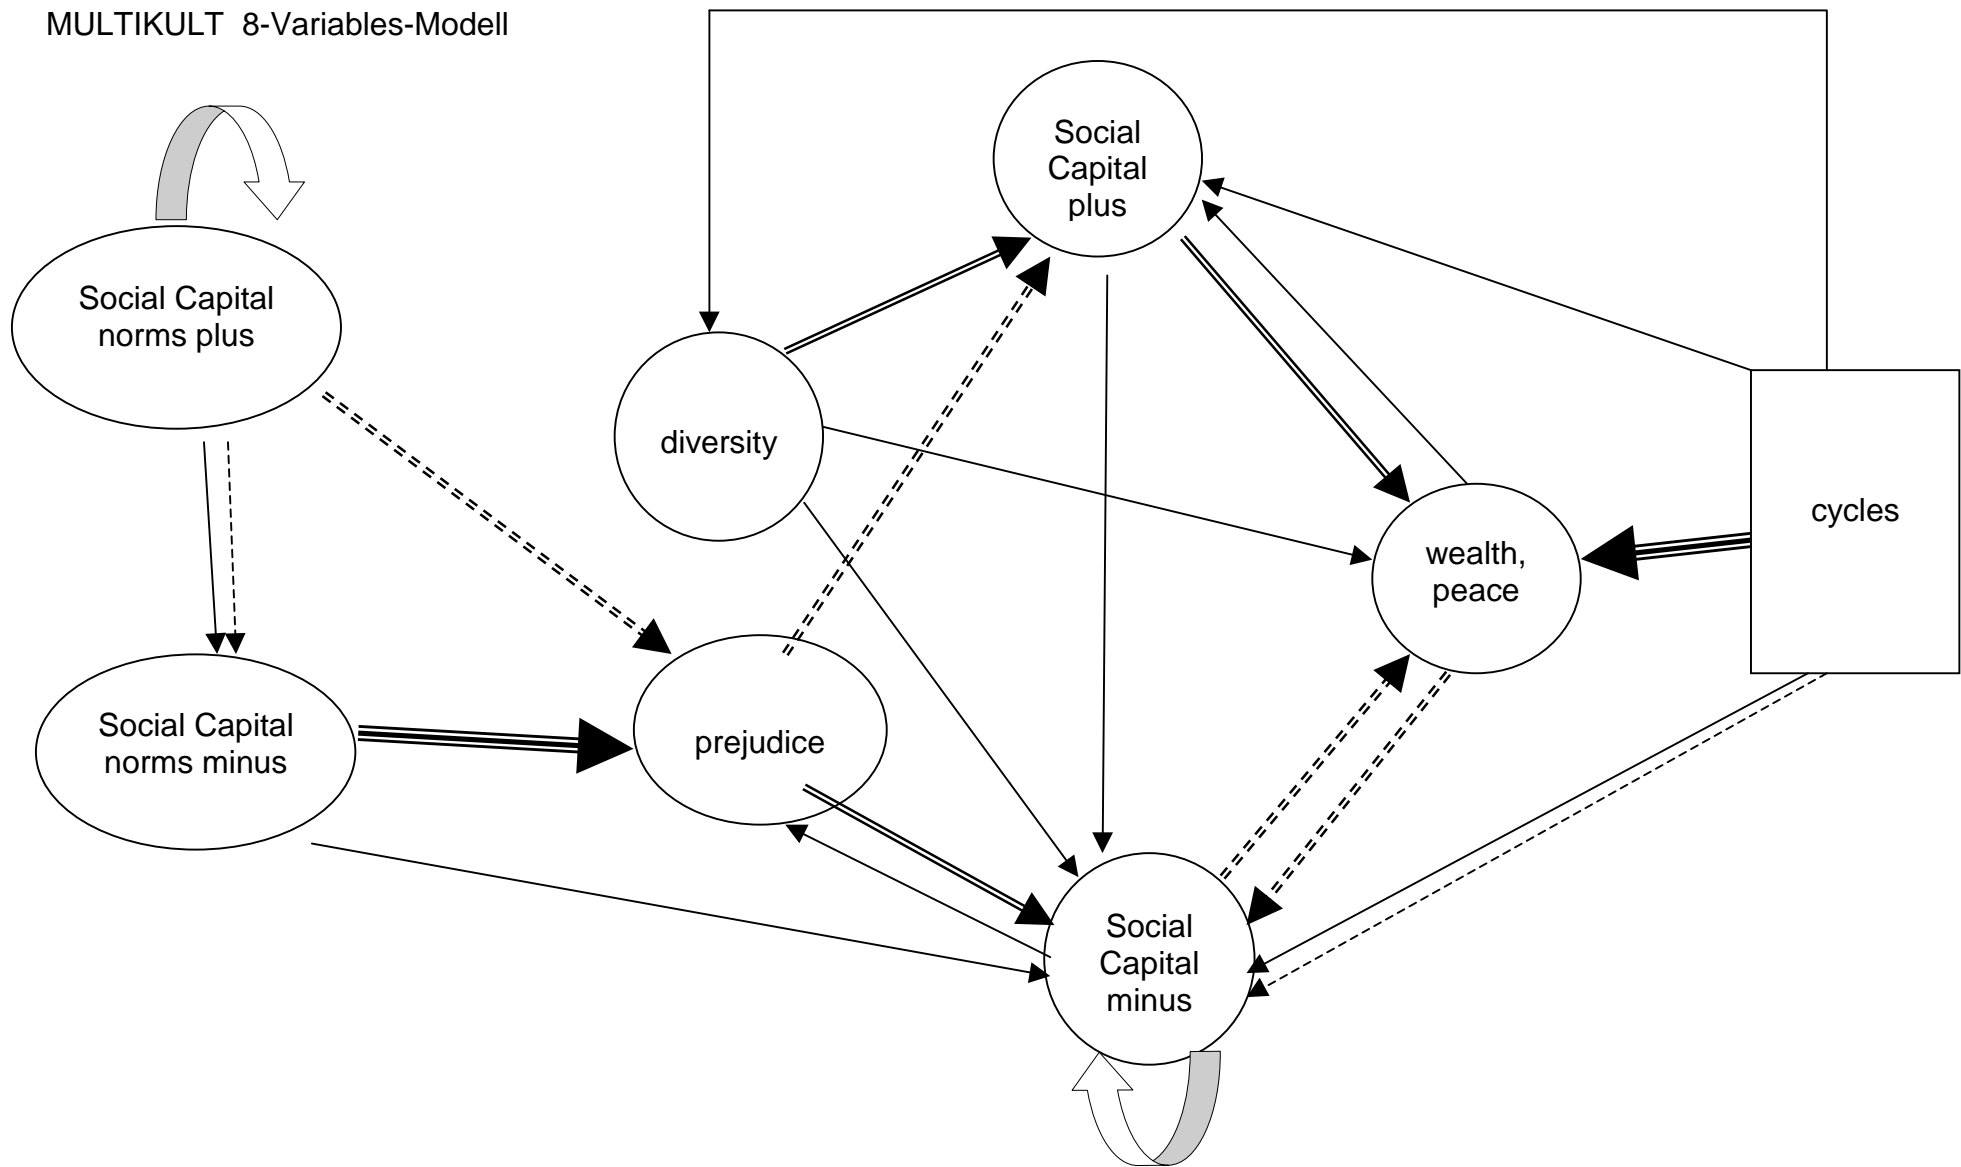 MULTIKULT 8-Variables-Modell
Social
Capital
plus
Social Capital
norms plus
diversity
cycles
wealth,
peace
Social Capital
norms minus
prejudice
Social
Capital
minus